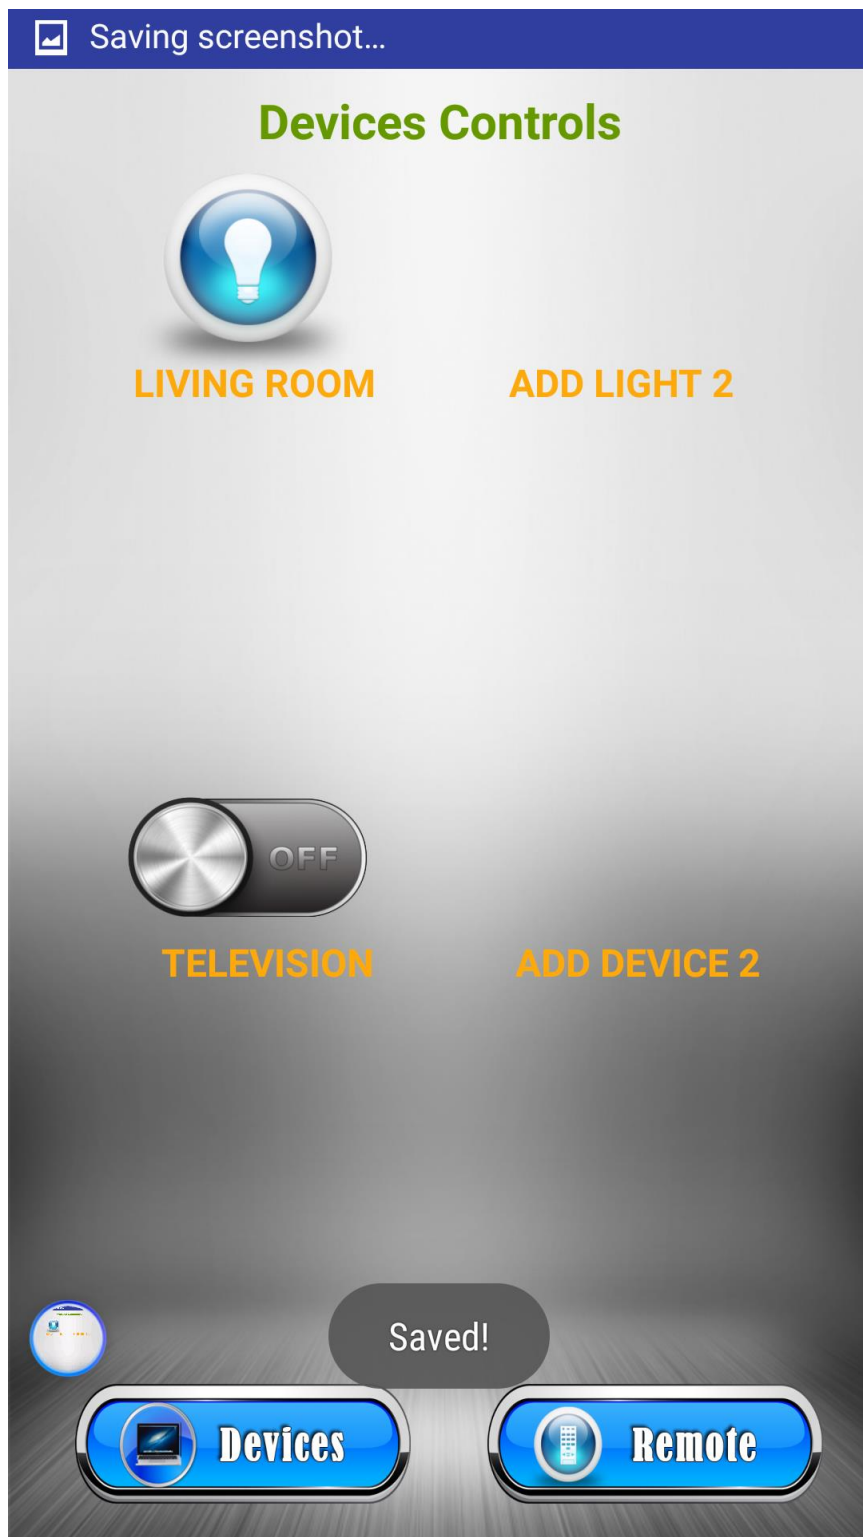 Saving screenshot...
Devices Controls
LIVING ROOM
ADD LIGHT 2
OFF
TELEVISION
ADD DEVICE 2
Saved!
Devices
Remote